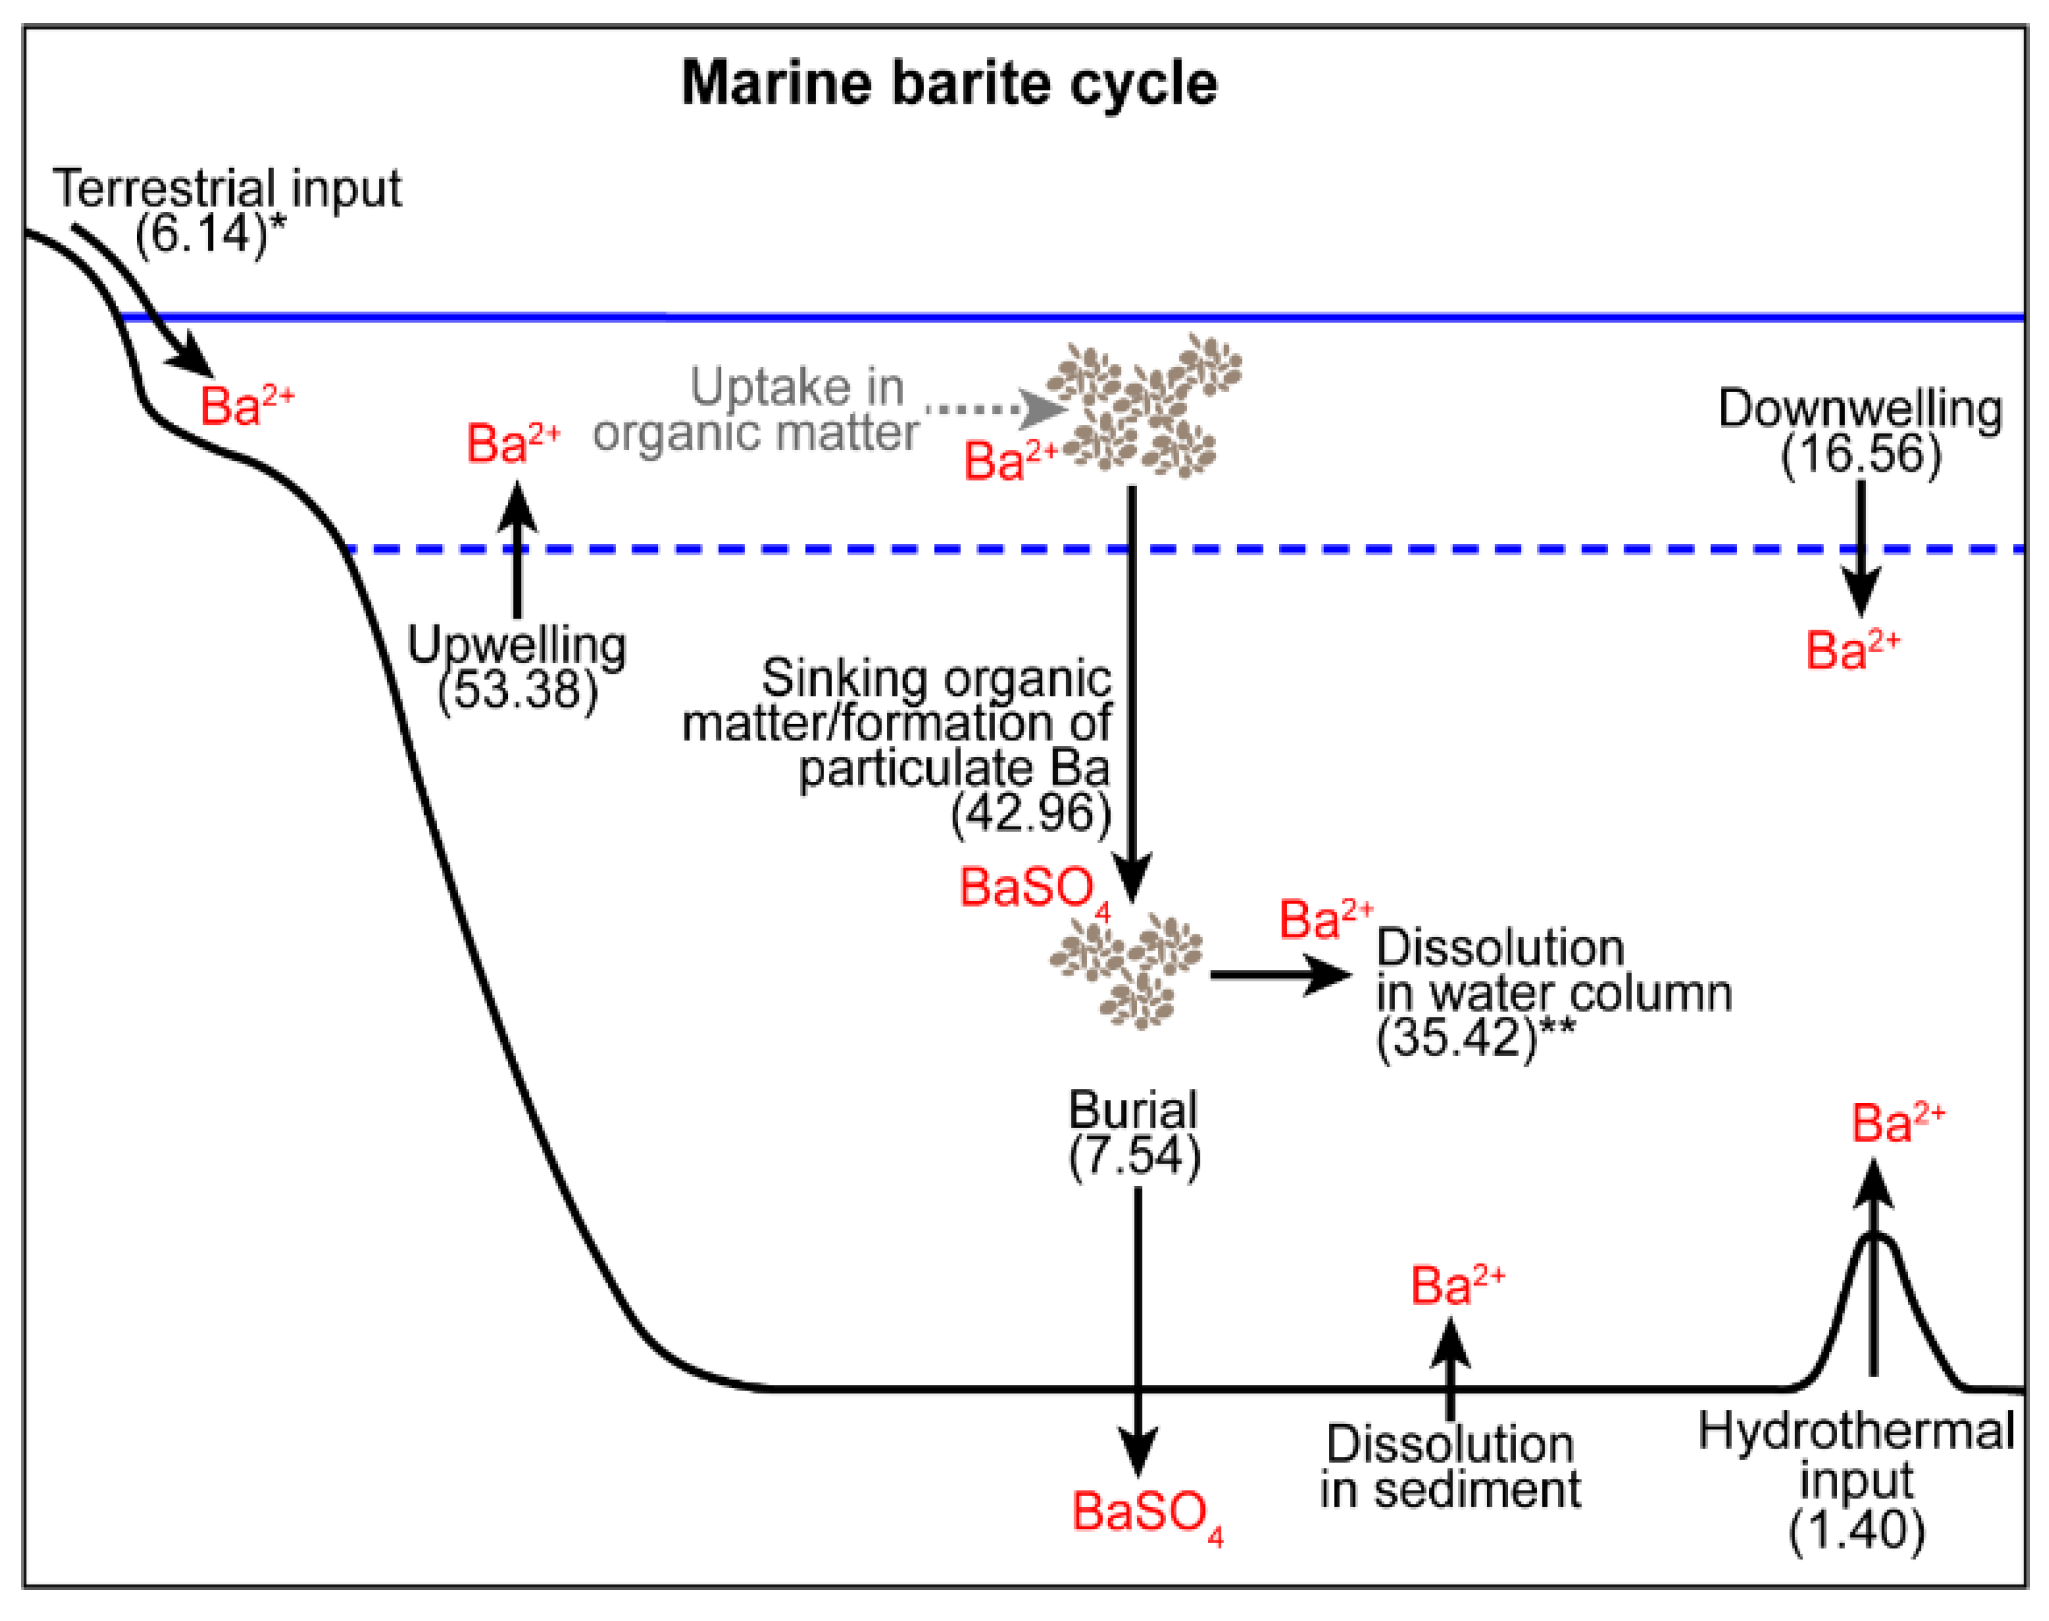 Marine barite cycle
Terrestrial input
(6.14)*
Ba²⁺
Ba²⁺
Upwelling
(53.38)
Uptake in
organic matter
Ba²⁺
Downwelling
(16.56)
Ba²⁺
Sinking organic
matter/formation of
particulate Ba
(42.96)
BaSO₄
Ba²⁺
Dissolution
in water column
(35.42)**
Burial
(7.54)
BaSO₄
Ba²⁺
Dissolution
in sediment
Ba²⁺
Hydrothermal
input
(1.40)